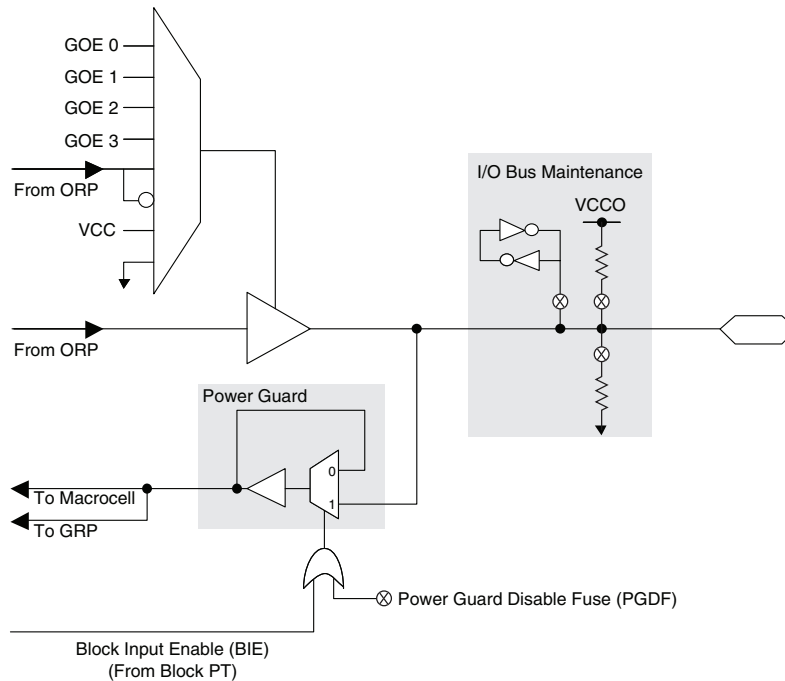 GOE 0
GOE 1
GOE 2
GOE 3
From ORP
VCC
I/O Bus Maintenance
VCCO
From ORP
Power Guard
0
1
To Macrocell
To GRP
Power Guard Disable Fuse (PGDF)
Block Input Enable (BIE)
(From Block PT)